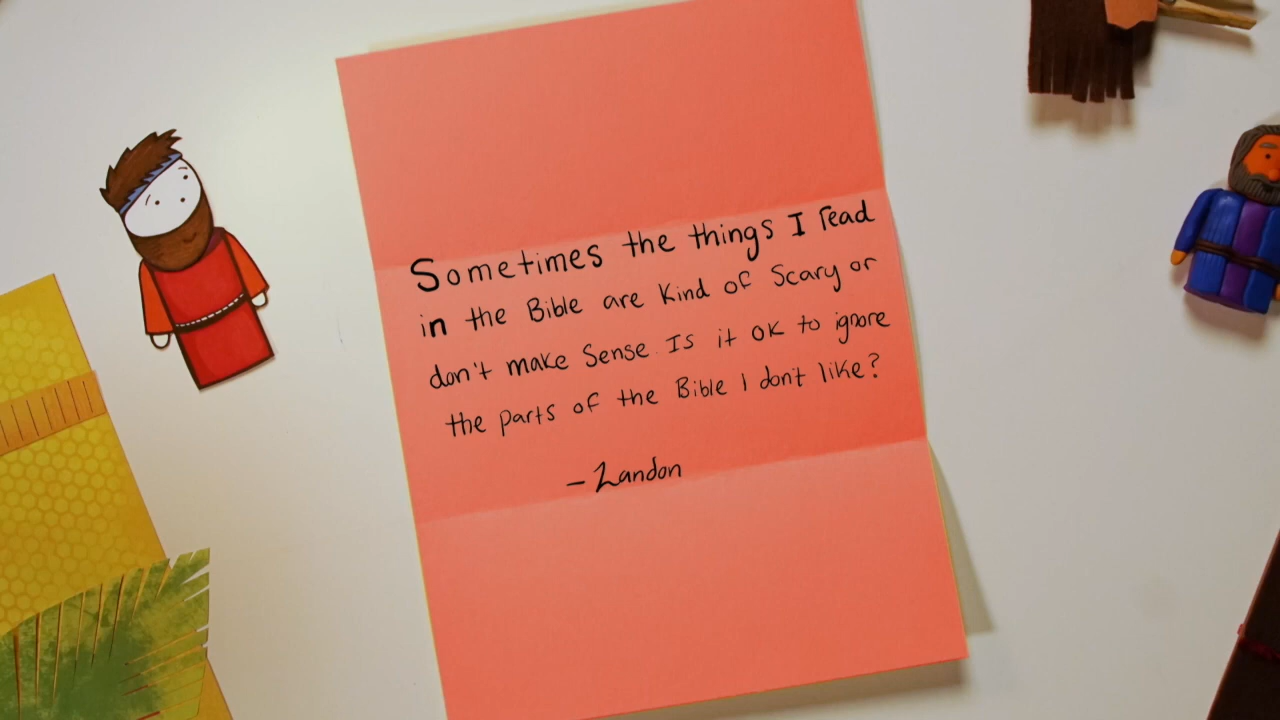 Sometimes the things I read
in the Bible are kind of Scary or
don't make Sense. Is it OK to ignore
the parts of the Bible I don't like?
- Landon